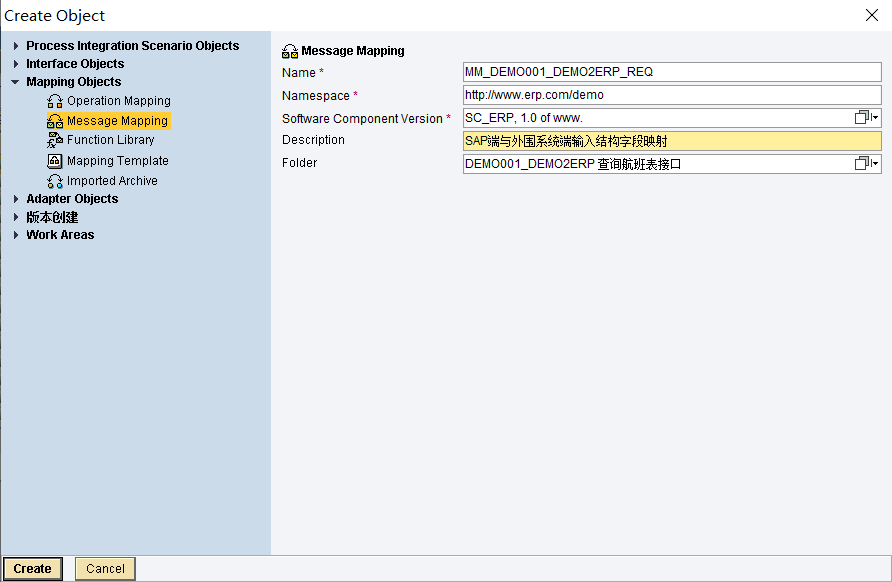 Create Object
Process Integration Scenario Objects
Interface Objects
Mapping Objects
Operation Mapping
Message Mapping
Function Library
Mapping Template
Imported Archive
Adapter Objects
版本创建
Work Areas
Message Mapping
Name * MM_DEMO001_DEMO2ERP_REQ
Namespace * http://www.erp.com/demo
Software Component Version * SC_ERP, 1.0 of www.
Description SAP端与外围系统端输入结构字段映射
Folder DEMO001_DEMO2ERP 查询航班表接口
Create Cancel